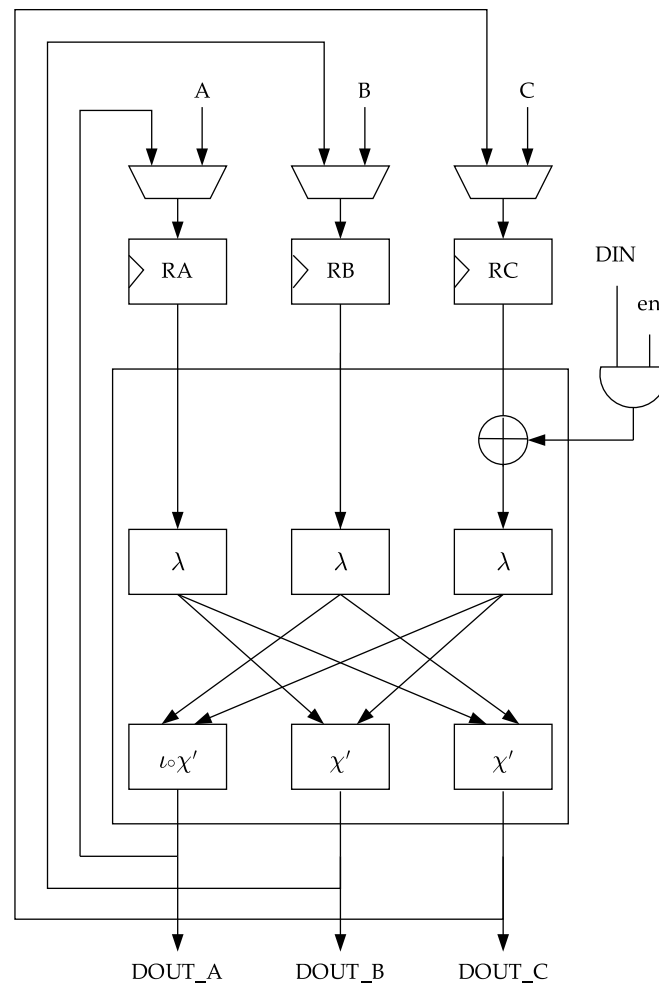 A
B
C
RA
RB
RC
DIN
en
λ
λ
λ
ι∘χ′
χ′
χ′
DOUT_A
DOUT_B
DOUT_C